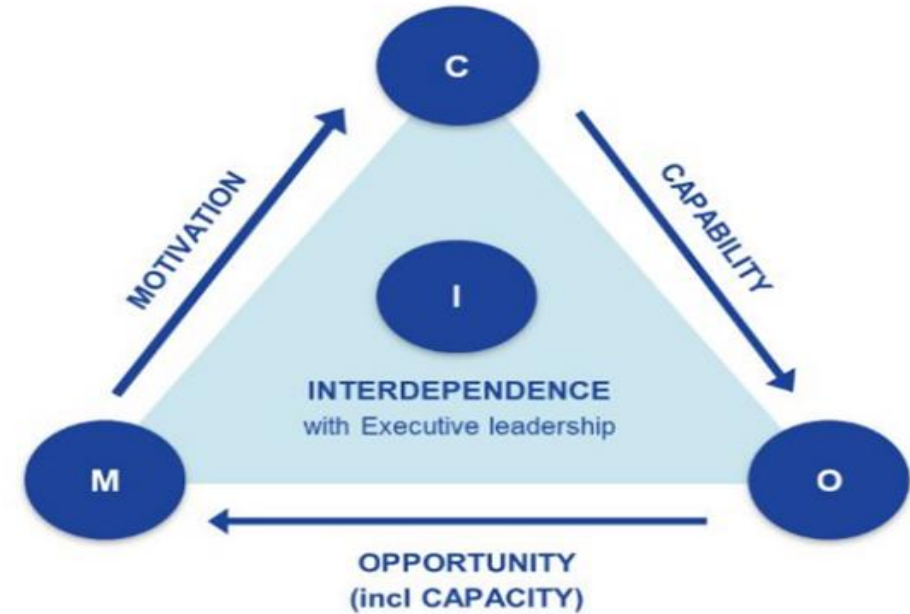 C
MOTIVATION
CAPABILITY
I
INTERDEPENDENCE
with Executive leadership
M
O
OPPORTUNITY
(incl CAPACITY)